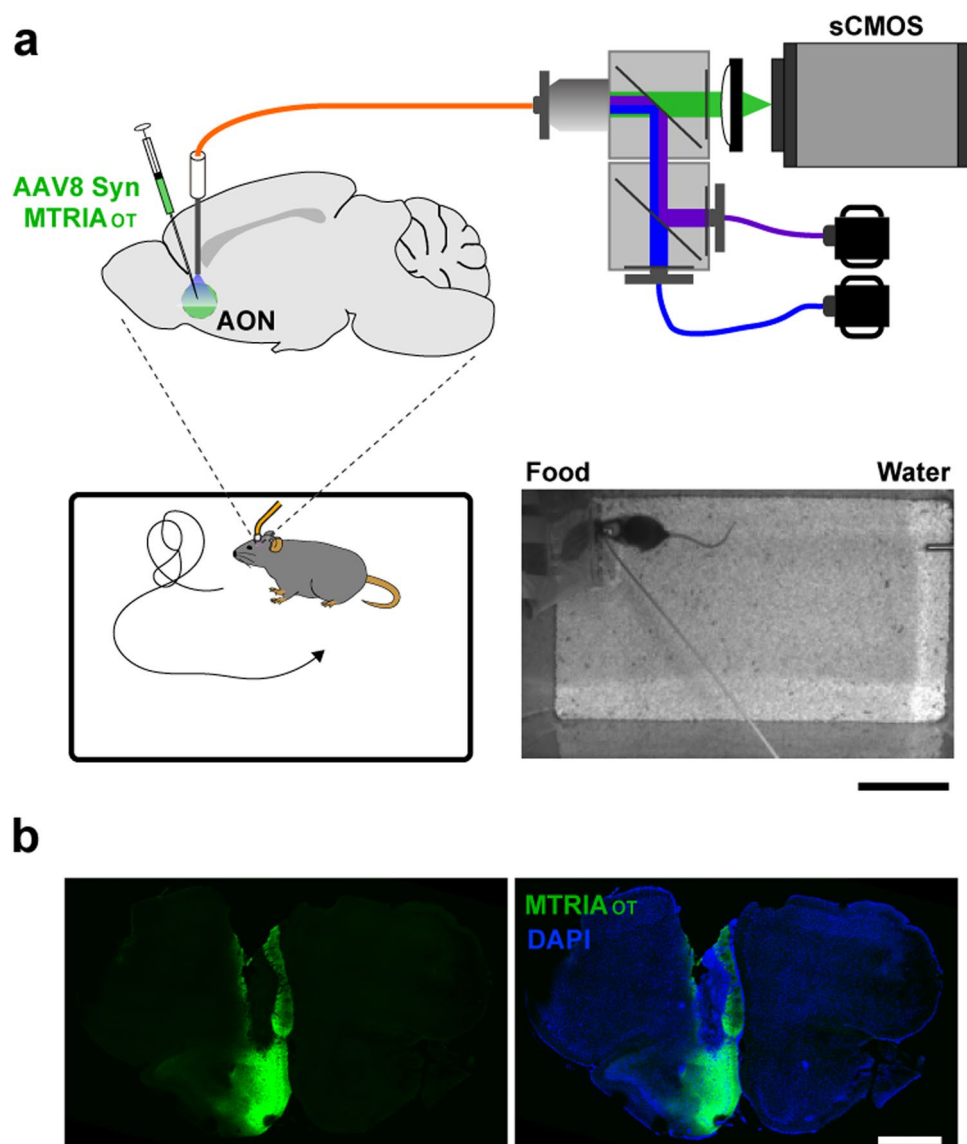 a
sCMOS
AAV8 Syn
MTRIA OT
AON
Food
Water
b
MTRIA OT
DAPI